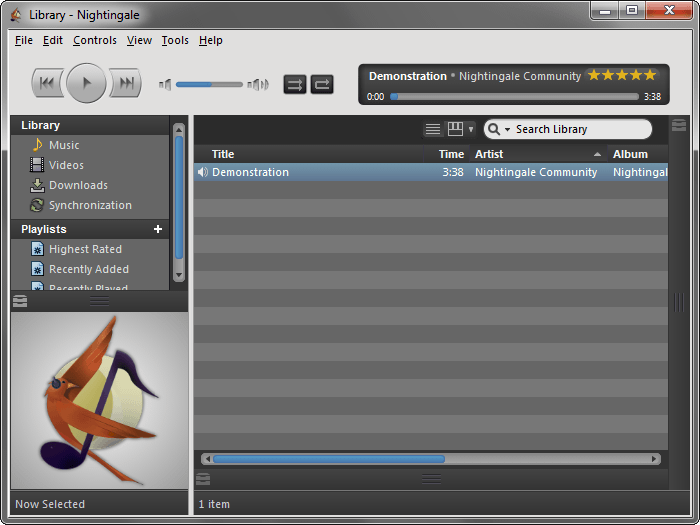 Library - Nightingale
File Edit Controls View Tools Help
Demonstration • Nightingale Community
0:00 3:38
Library
Music
Videos
Downloads
Synchronization
Playlists +
Highest Rated
Recently Added
Recently Played
Now Selected
Search Library
Title Time Artist Album
Demonstration 3:38 Nightingale Community Nightingal
1 item